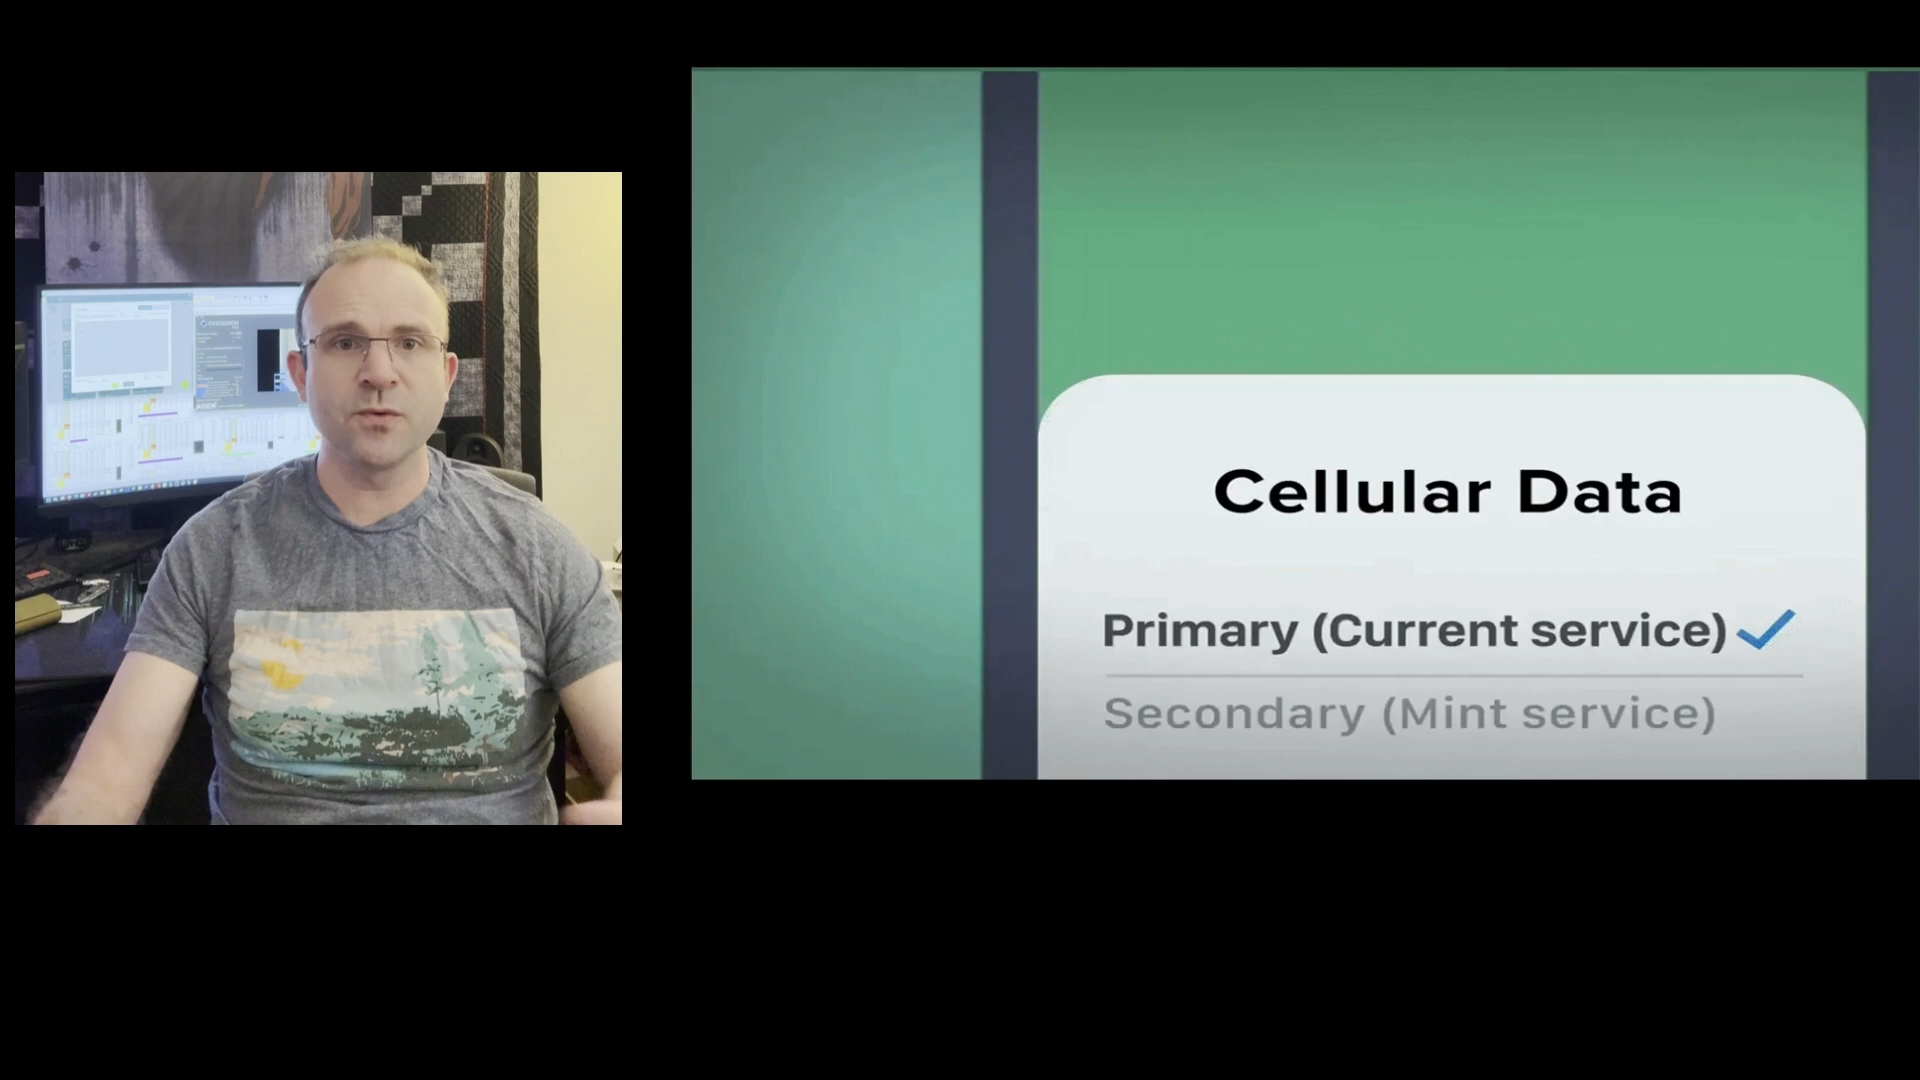 Cellular Data
Primary (Current service)
Secondary (Mint service)